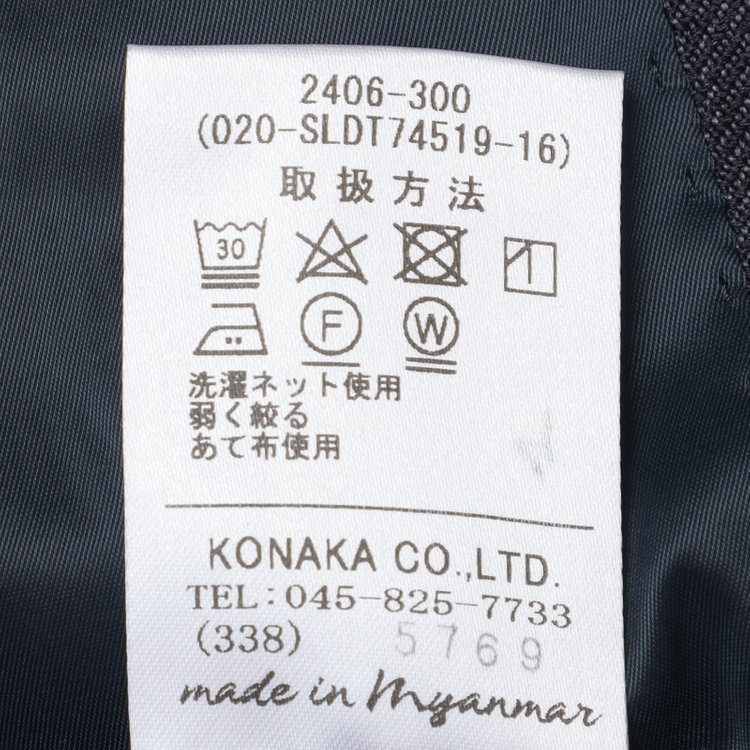 2406-300
(020-SLDT74519-16)
取扱方法
30
F W
洗濯ネット使用
弱く絞る
あて布使用
KONAKA CO.,LTD.
TEL:045-825-7733
(338) 5769
made in Myanmar